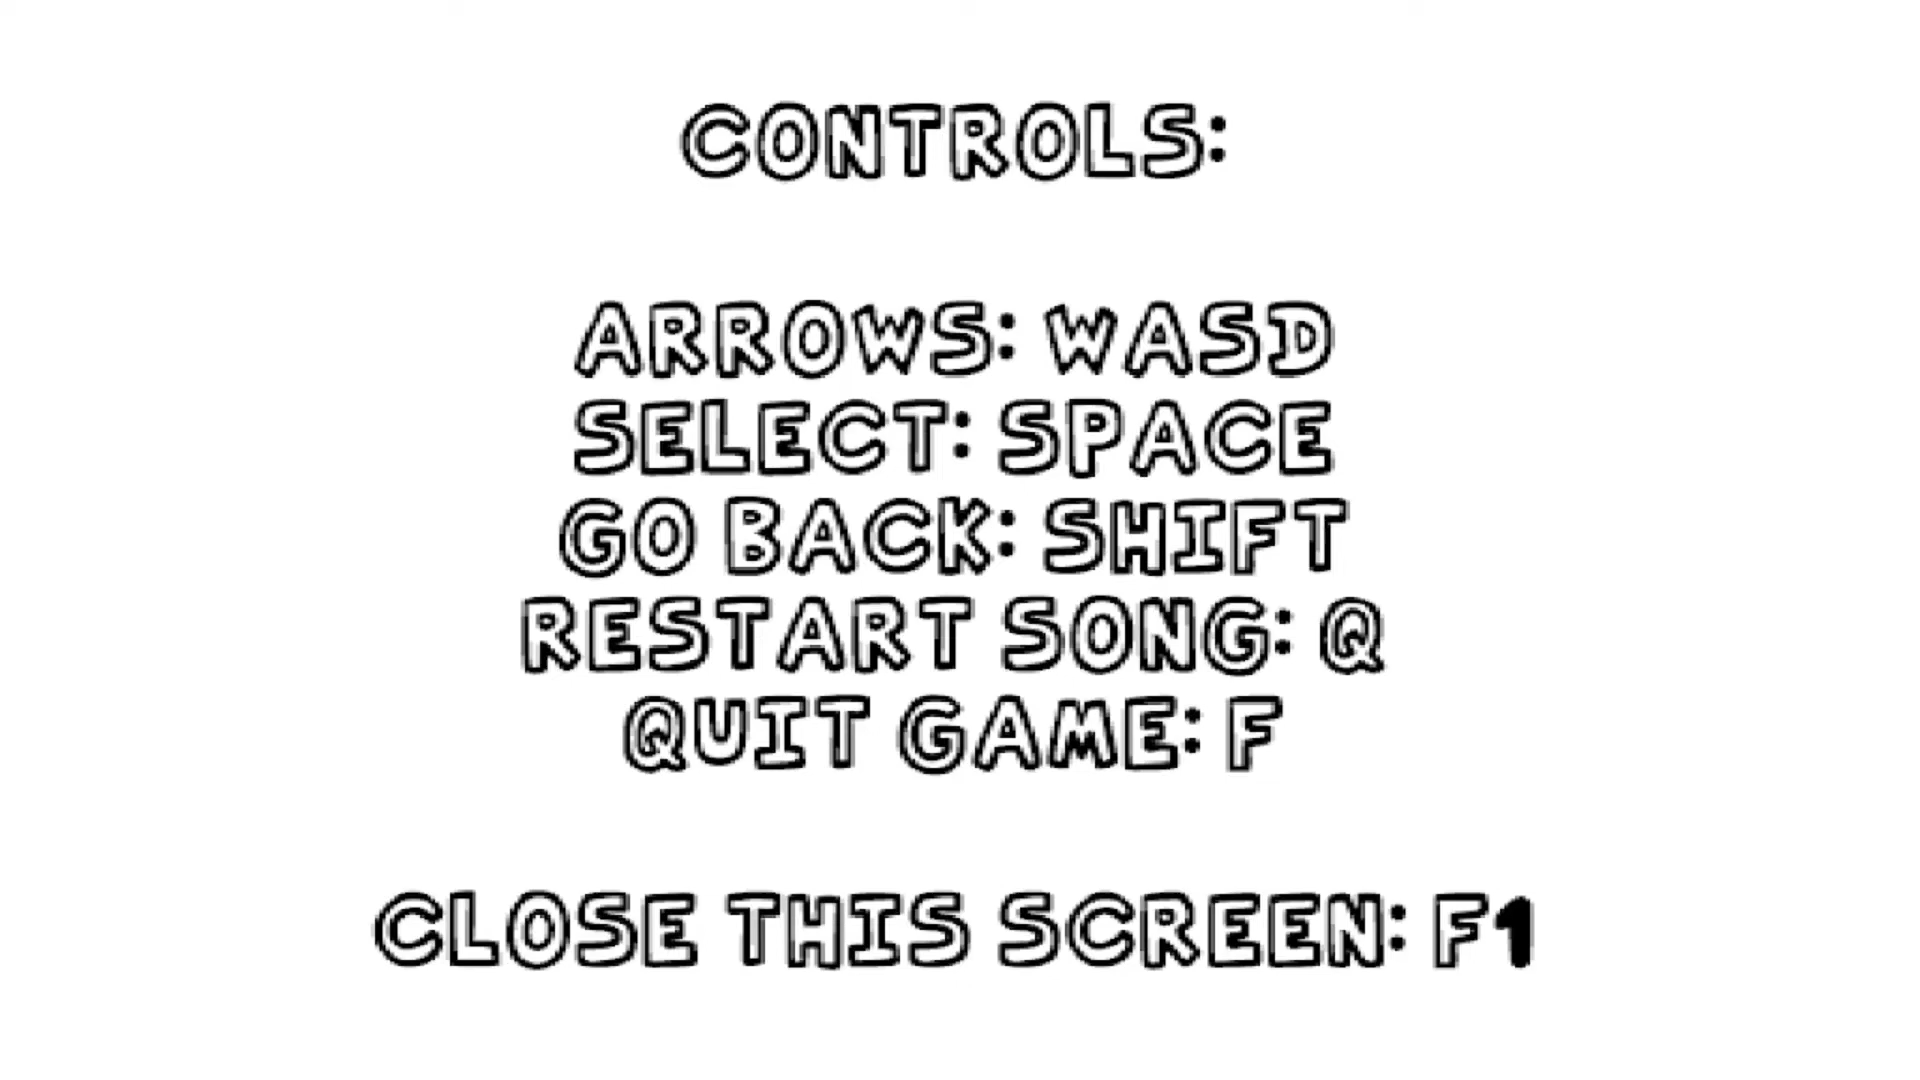 CONTROLS:
ARROWS: WASD
SELECT: SPACE
GO BACK: SHIFT
RESTART SONG: Q
QUIT GAME: F
CLOSE THIS SCREEN: F1